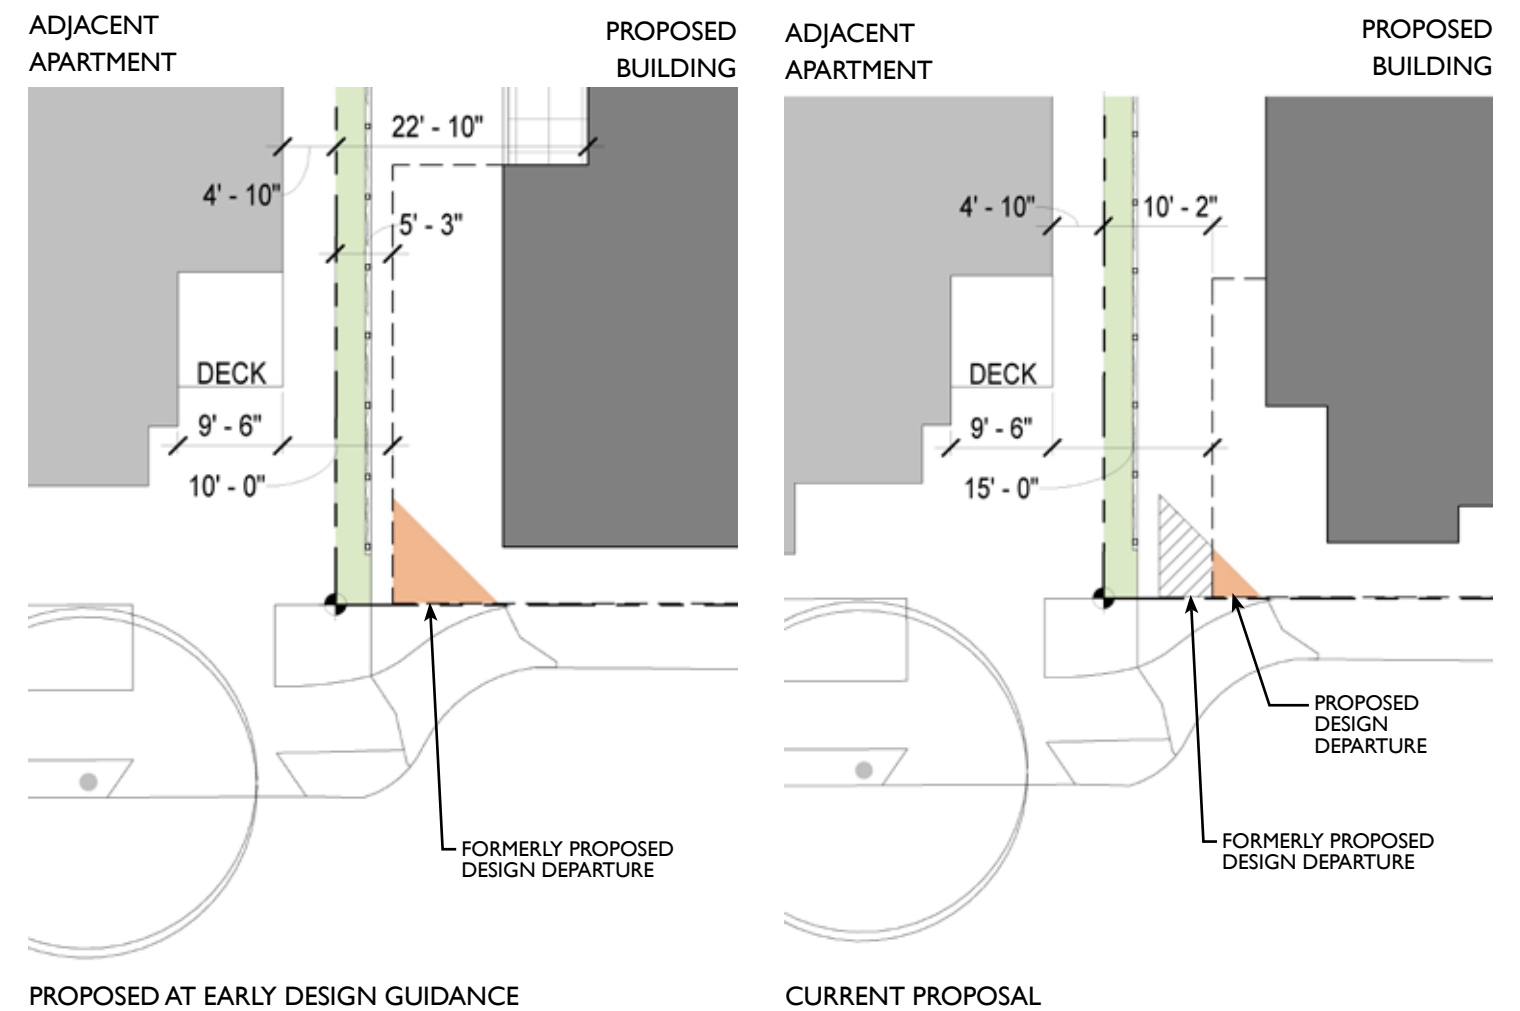 ADJACENT
APARTMENT
PROPOSED
BUILDING
22' - 10"
4' - 10"
5' - 3"
DECK
9' - 6"
10' - 0"
FORMERLY PROPOSED
DESIGN DEPARTURE
PROPOSED AT EARLY DESIGN GUIDANCE
ADJACENT
APARTMENT
PROPOSED
BUILDING
4' - 10"
10' - 2"
DECK
9' - 6"
15' - 0"
PROPOSED
DESIGN
DEPARTURE
FORMERLY PROPOSED
DESIGN DEPARTURE
CURRENT PROPOSAL